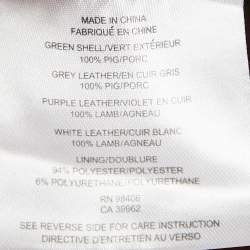 MADE IN CHINA
FABRIQUÉ EN CHINE
GREEN SHELL/VERT EXTÉRIEUR
100% PIG/PORC
GREY LEATHER/EN CUIR GRIS
100% PIG/PORC
PURPLE LEATHER/VIOLET EN CUIR
100% LAMB/AGNEAU
WHITE LEATHER/CUIR BLANC
100% LAMB/AGNEAU
LINING/DOUBLURE
94% POLYESTER/POLYESTER
6% POLYURETHANE/POLYURETHANE
RN 98406
CA 39962
SEE REVERSE SIDE FOR CARE INSTRUCTION
DIRECTIVE D'ENTRETIEN AU VERSO